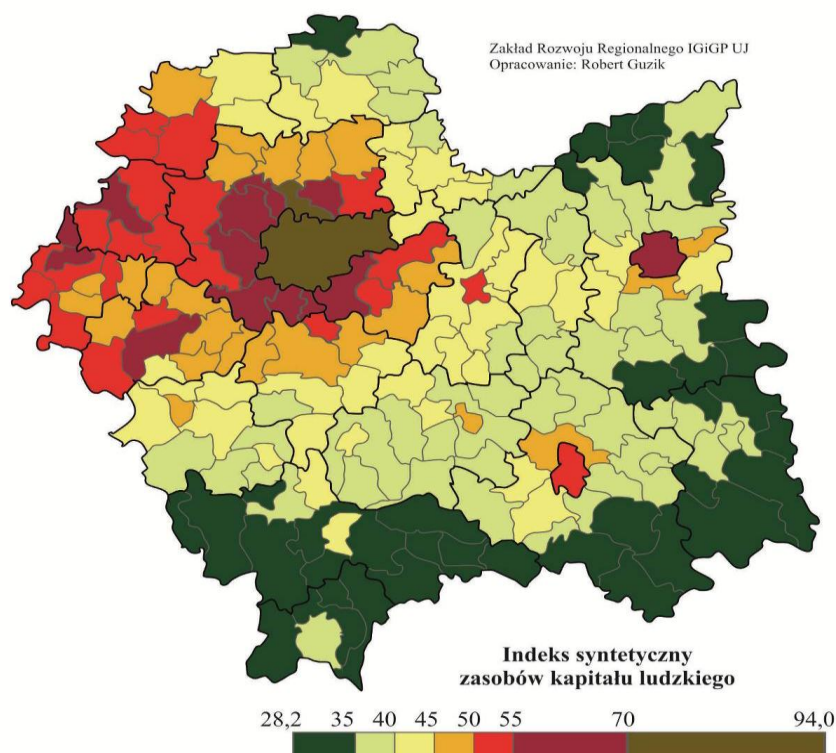 Zakład Rozwoju Regionalnego IGiGP UJ
Opracowanie: Robert Guzik
Indeks syntetyczny
zasobów kapitału ludzkiego
28,2 35 40 45 50 55 70 94,0